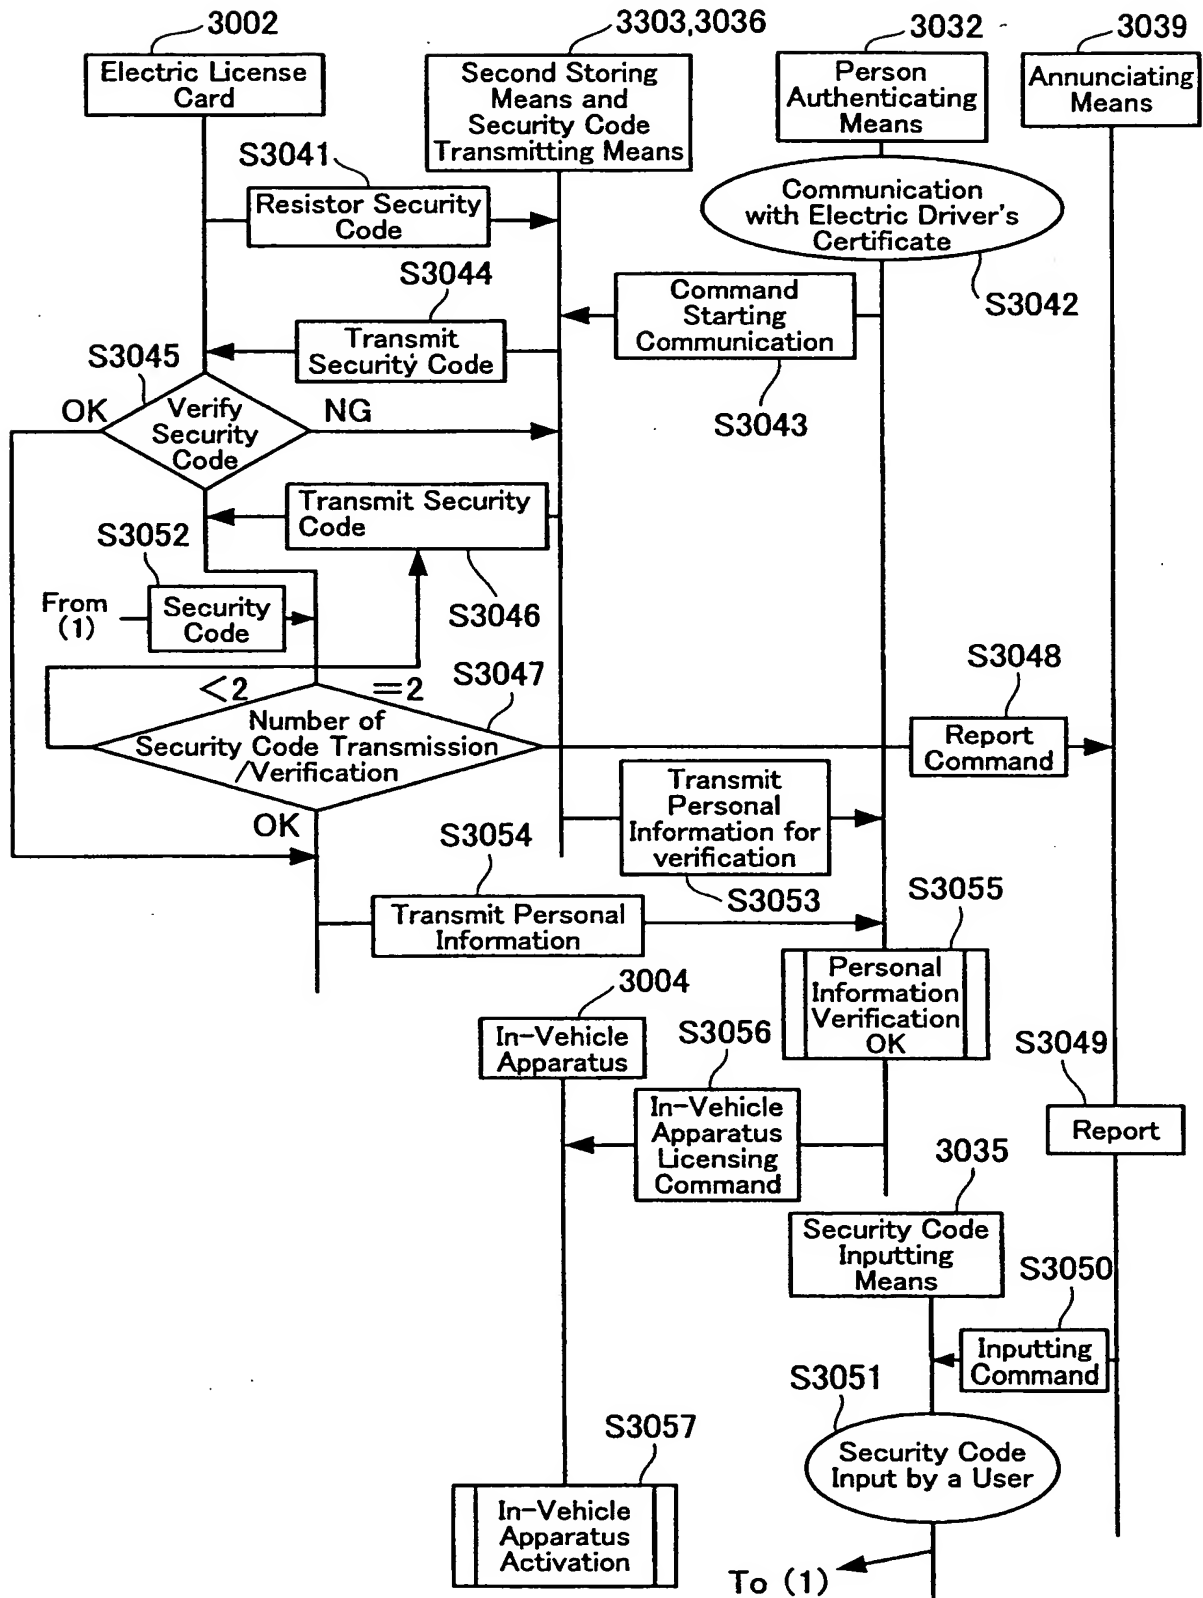 3002
3303,3036
3032
3039
Electric License
Card
Second Storing
Means and
Security Code
Transmitting Means
Person
Authenticating
Means
Annunciating
Means
S3041
Resistor Security
Code
Communication
with Electric Driver's
Certificate
S3042
S3044
Command
Starting
Communication
S3043
Transmit
Security Code
S3045
OK
Verify
Security
Code
NG
Transmit Security
Code
S3046
S3052
From
(1)
Security
Code
S3047
<2
=2
Number of
Security Code Transmission
/Verification
S3048
Report
Command
OK
Transmit
Personal
Information for
verification
S3053
S3054
Transmit Personal
Information
S3055
Personal
Information
Verification
OK
3004
In-Vehicle
Apparatus
S3056
In-Vehicle
Apparatus
Licensing
Command
S3049
Report
3035
Security Code
Inputting
Means
S3050
Inputting
Command
S3051
Security Code
Input by a User
S3057
In-Vehicle
Apparatus
Activation
To (1)